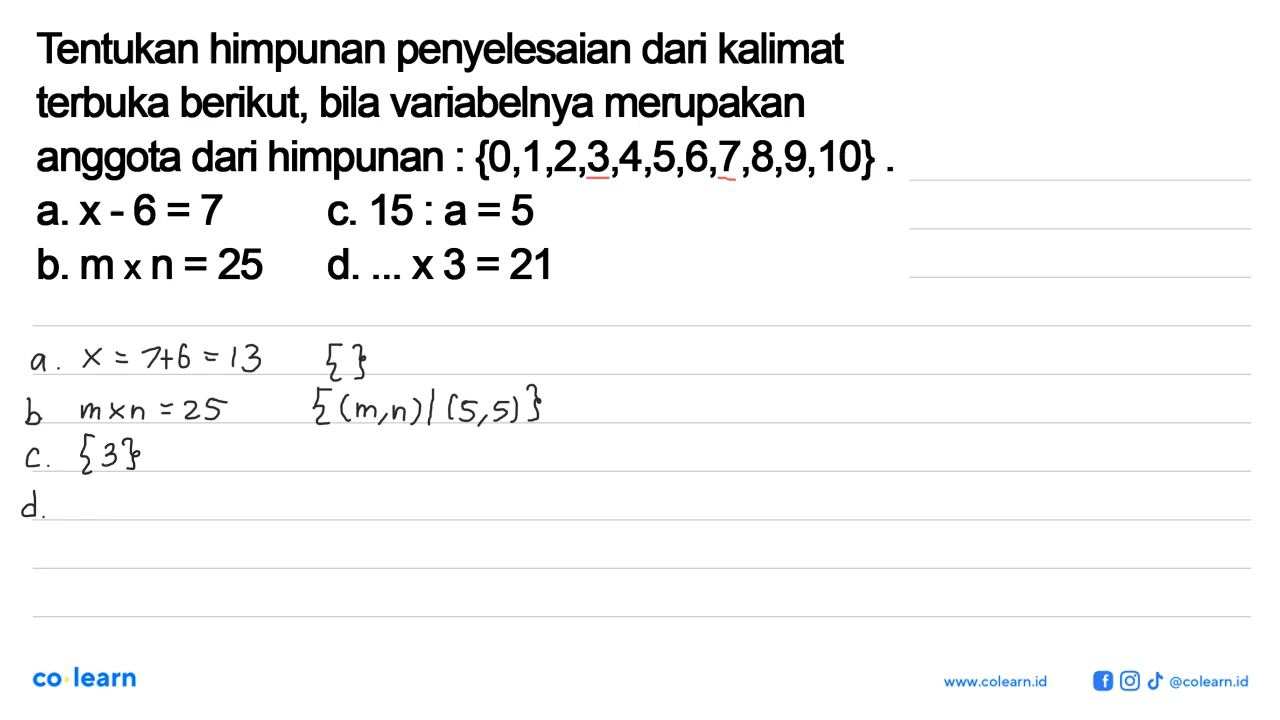 Tentukan himpunan penyelesaian dari kalimat
terbuka berikut, bila variabelnya merupakan
anggota dari himpunan : {0,1,2,3,4,5,6,7,8,9,10} .
a. x - 6 = 7 c. 15 : a = 5
b. m x n = 25 d. ... x 3 = 21
a. x = 7+6 = 13 { }
b m×n = 25 {(m,n) | (5,5)}
c. {3}
d.
co learn
www.colearn.id @colearn.id